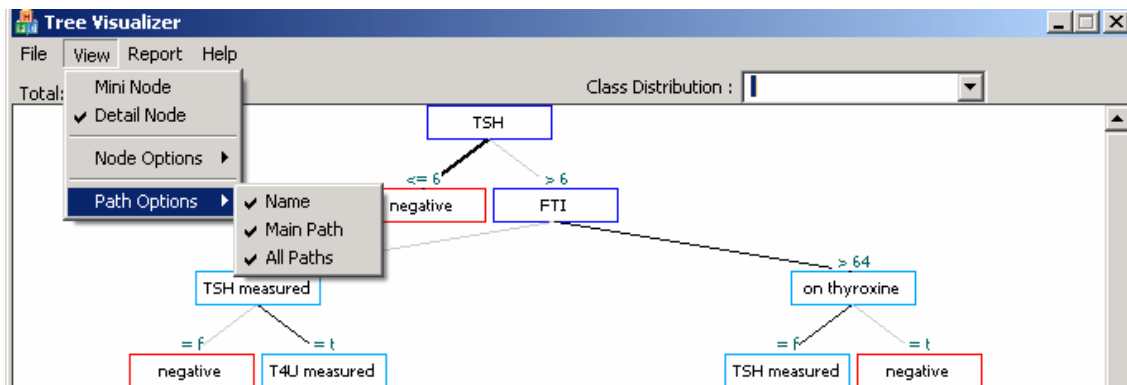 Tree Visualizer
File View Report Help
Total:
Class Distribution :
Mini Node
Detail Node
Node Options
Path Options
Name
Main Path
All Paths
TSH
<= 6
> 6
negative
FTI
> 64
TSH measured
on thyroxine
= f
= t
= f
= t
negative
T4U measured
TSH measured
negative